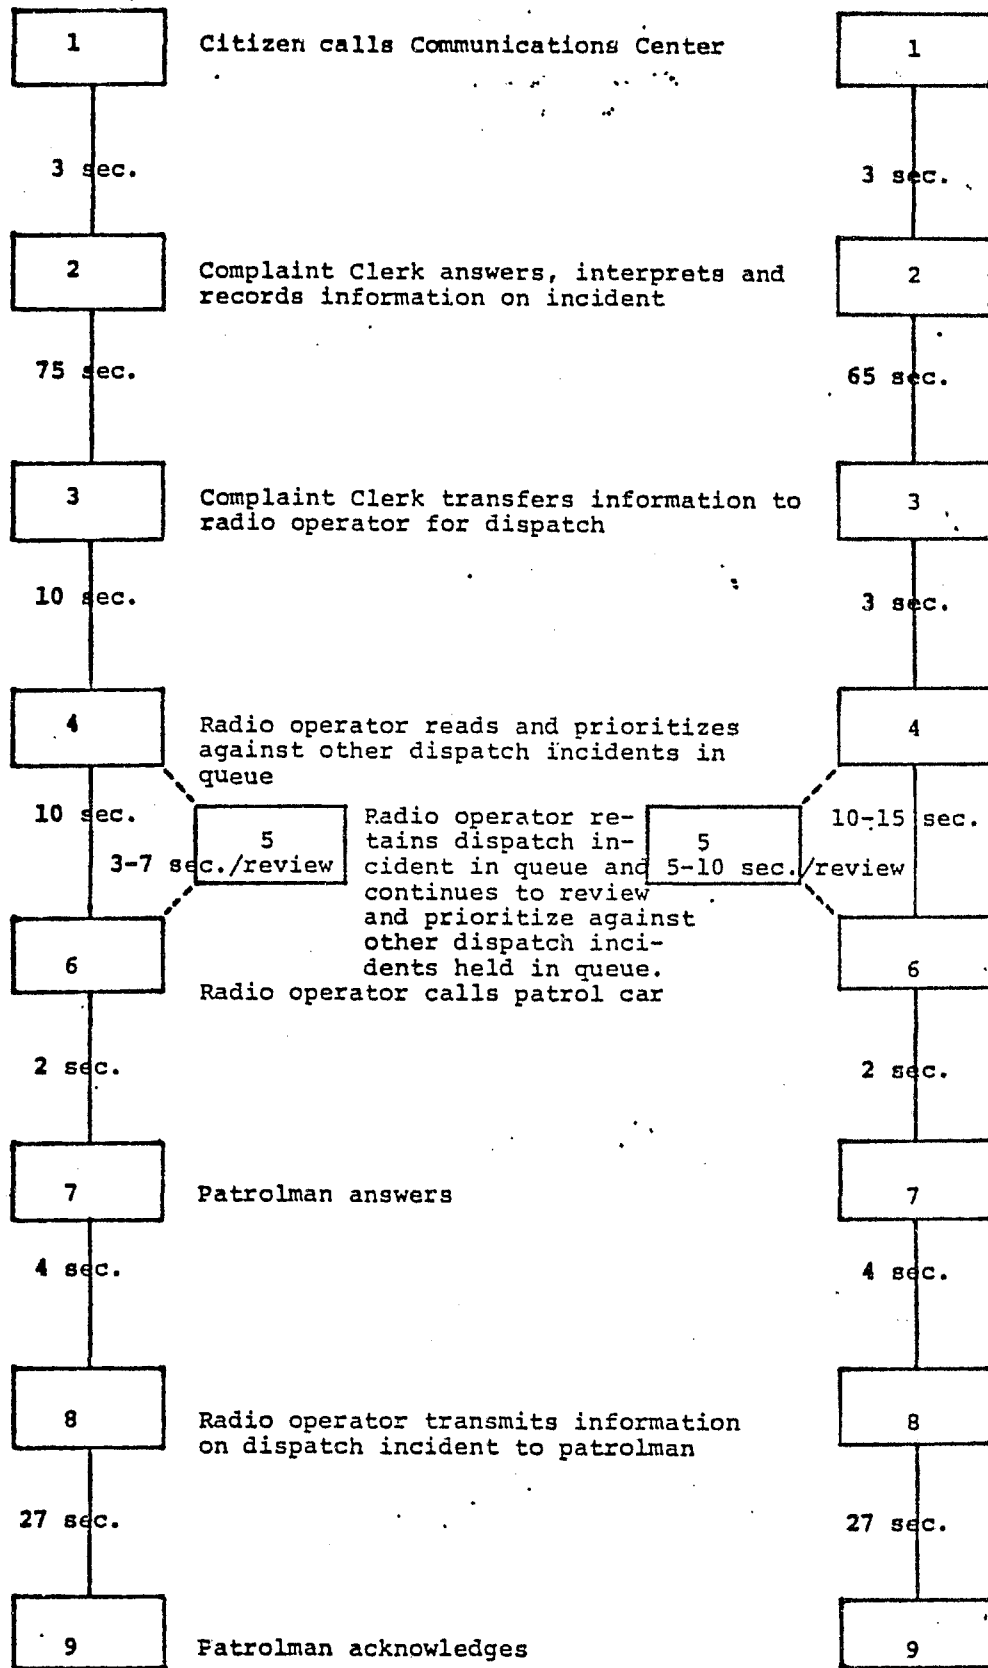 1 Citizen calls Communications Center 1
3 sec. 3 sec.
2 Complaint Clerk answers, interprets and 2
records information on incident
75 sec. 65 sec.
3 Complaint Clerk transfers information to 3
radio operator for dispatch
10 sec. 3 sec.
4 Radio operator reads and prioritizes 4
against other dispatch incidents in
queue
10 sec. Radio operator re- 10-15 sec.
5 tains dispatch in- 5
3-7 sec./review cident in queue and 5-10 sec./review
continues to review
and prioritize against
other dispatch inci-
6 dents held in queue. 6
Radio operator calls patrol car
2 sec. 2 sec.
7 Patrolman answers 7
4 sec. 4 sec.
8 Radio operator transmits information 8
on dispatch incident to patrolman
27 sec. 27 sec.
9 Patrolman acknowledges 9